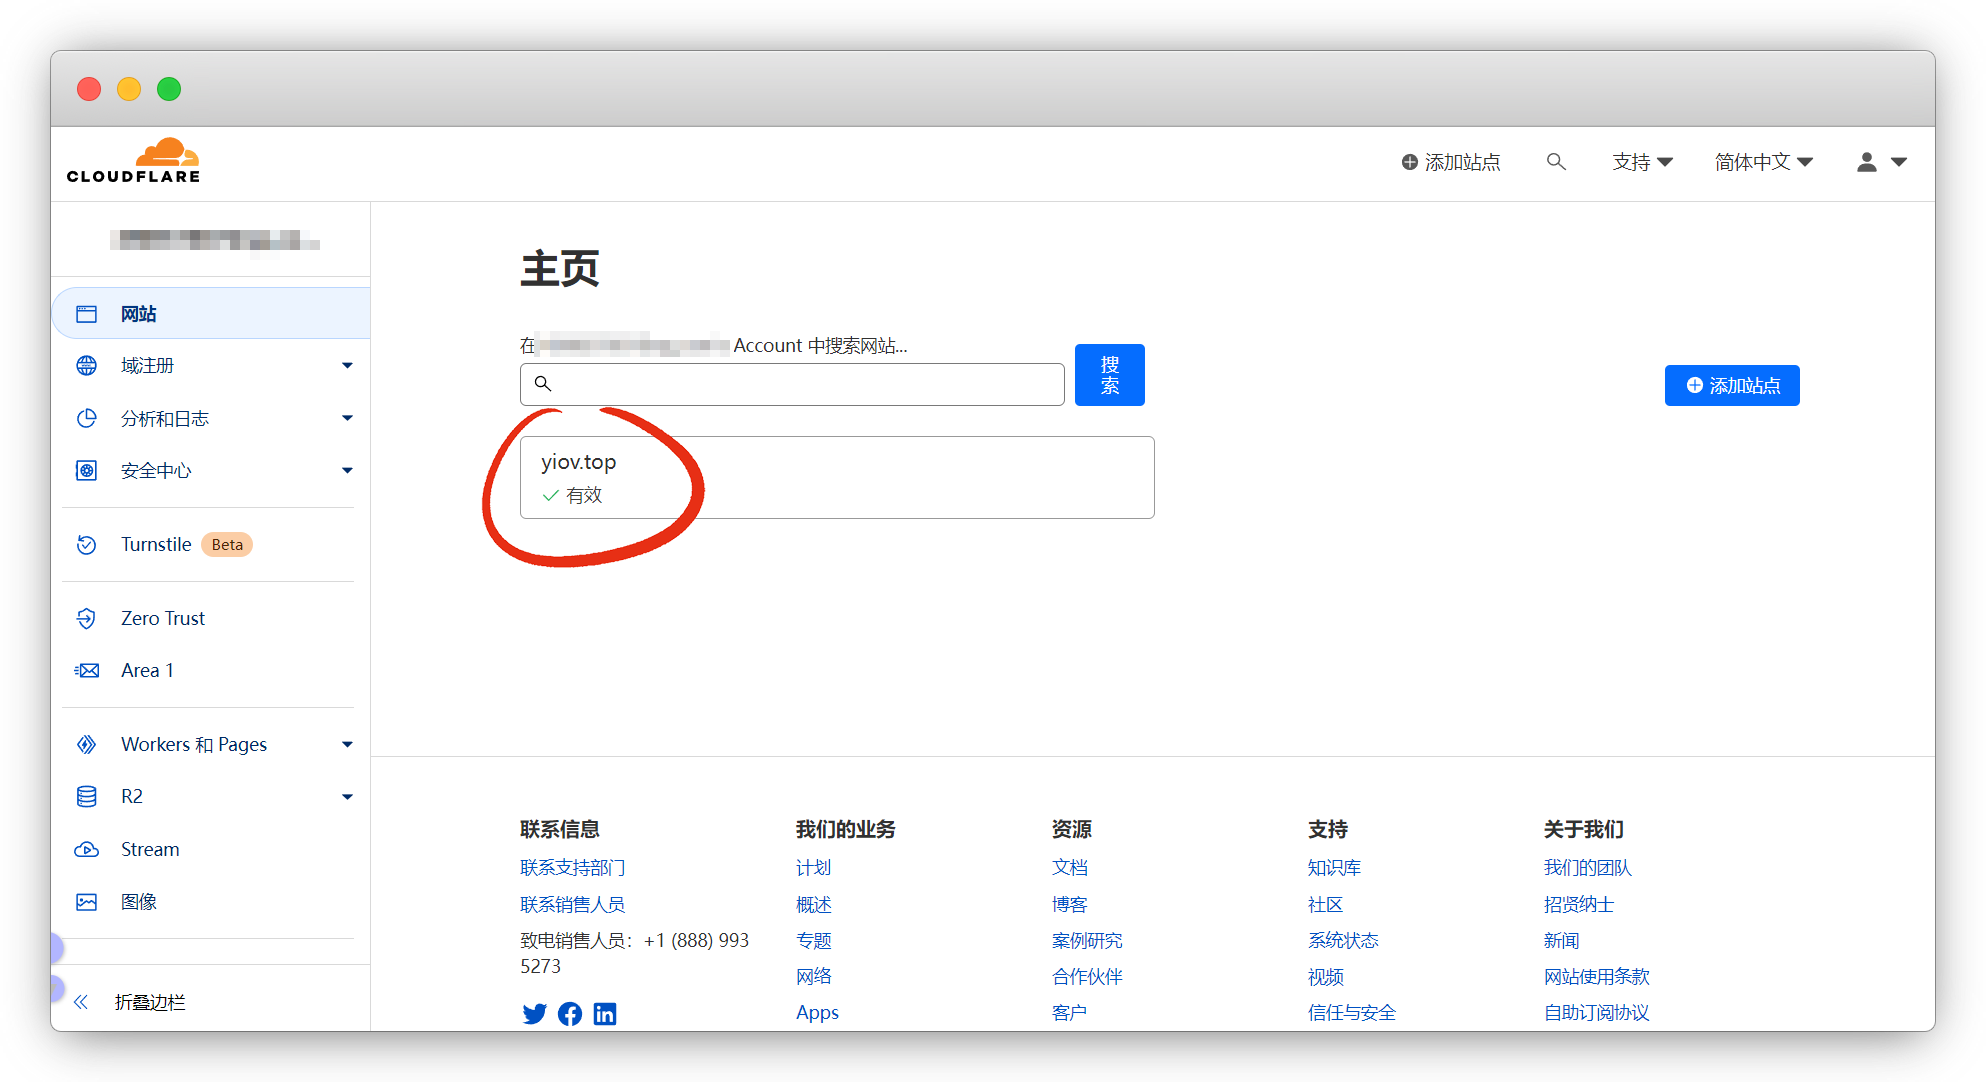 CLOUDFLARE
添加站点
支持
简体中文
网站
域注册
分析和日志
安全中心
Turnstile Beta
Zero Trust
Area 1
Workers 和 Pages
R2
Stream
图像
折叠边栏
主页
在 Account 中搜索网站...
搜
索
添加站点
yiov.top
有效
联系信息
联系支持部门
联系销售人员
致电销售人员：+1 (888) 993
5273
我们的业务
计划
概述
专题
网络
Apps
资源
文档
博客
案例研究
合作伙伴
客户
支持
知识库
社区
系统状态
视频
信任与安全
关于我们
我们的团队
招贤纳士
新闻
网站使用条款
自助订阅协议